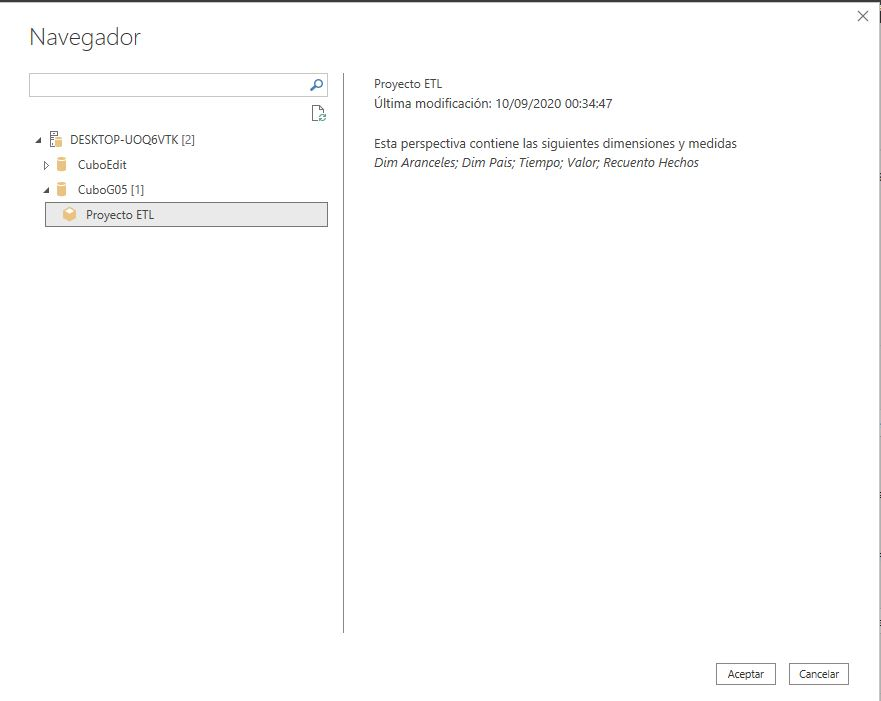 Navegador
DESKTOP-UOQ6VTK [2]
CuboEdit
CuboG05 [1]
Proyecto ETL
Proyecto ETL
Última modificación: 10/09/2020 00:34:47
Esta perspectiva contiene las siguientes dimensiones y medidas
Dim Aranceles; Dim Pais; Tiempo; Valor; Recuento Hechos
Aceptar
Cancelar